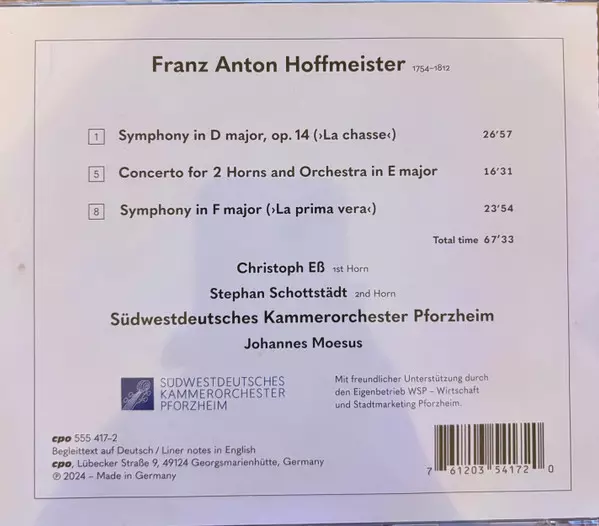 Franz Anton Hoffmeister 1754–1812
1 Symphony in D major, op. 14 (›La chasse‹) 26'57
5 Concerto for 2 Horns and Orchestra in E major 16'31
8 Symphony in F major (›La prima vera‹) 23'54
Total time 67'33
Christoph Eß 1st Horn
Stephan Schottstädt 2nd Horn
Südwestdeutsches Kammerorchester Pforzheim
Johannes Moesus
SÜDWESTDEUTSCHES
KAMMERORCHESTER
PFORZHEIM
Mit freundlicher Unterstützung durch
den Eigenbetrieb WSP – Wirtschaft
und Stadtmarketing Pforzheim.
cpo 555 417–2
Begleittext auf Deutsch / Liner notes in English
cpo, Lübecker Straße 9, 49124 Georgsmarienhütte, Germany
℗ 2024 – Made in Germany
7 61203 54172 0